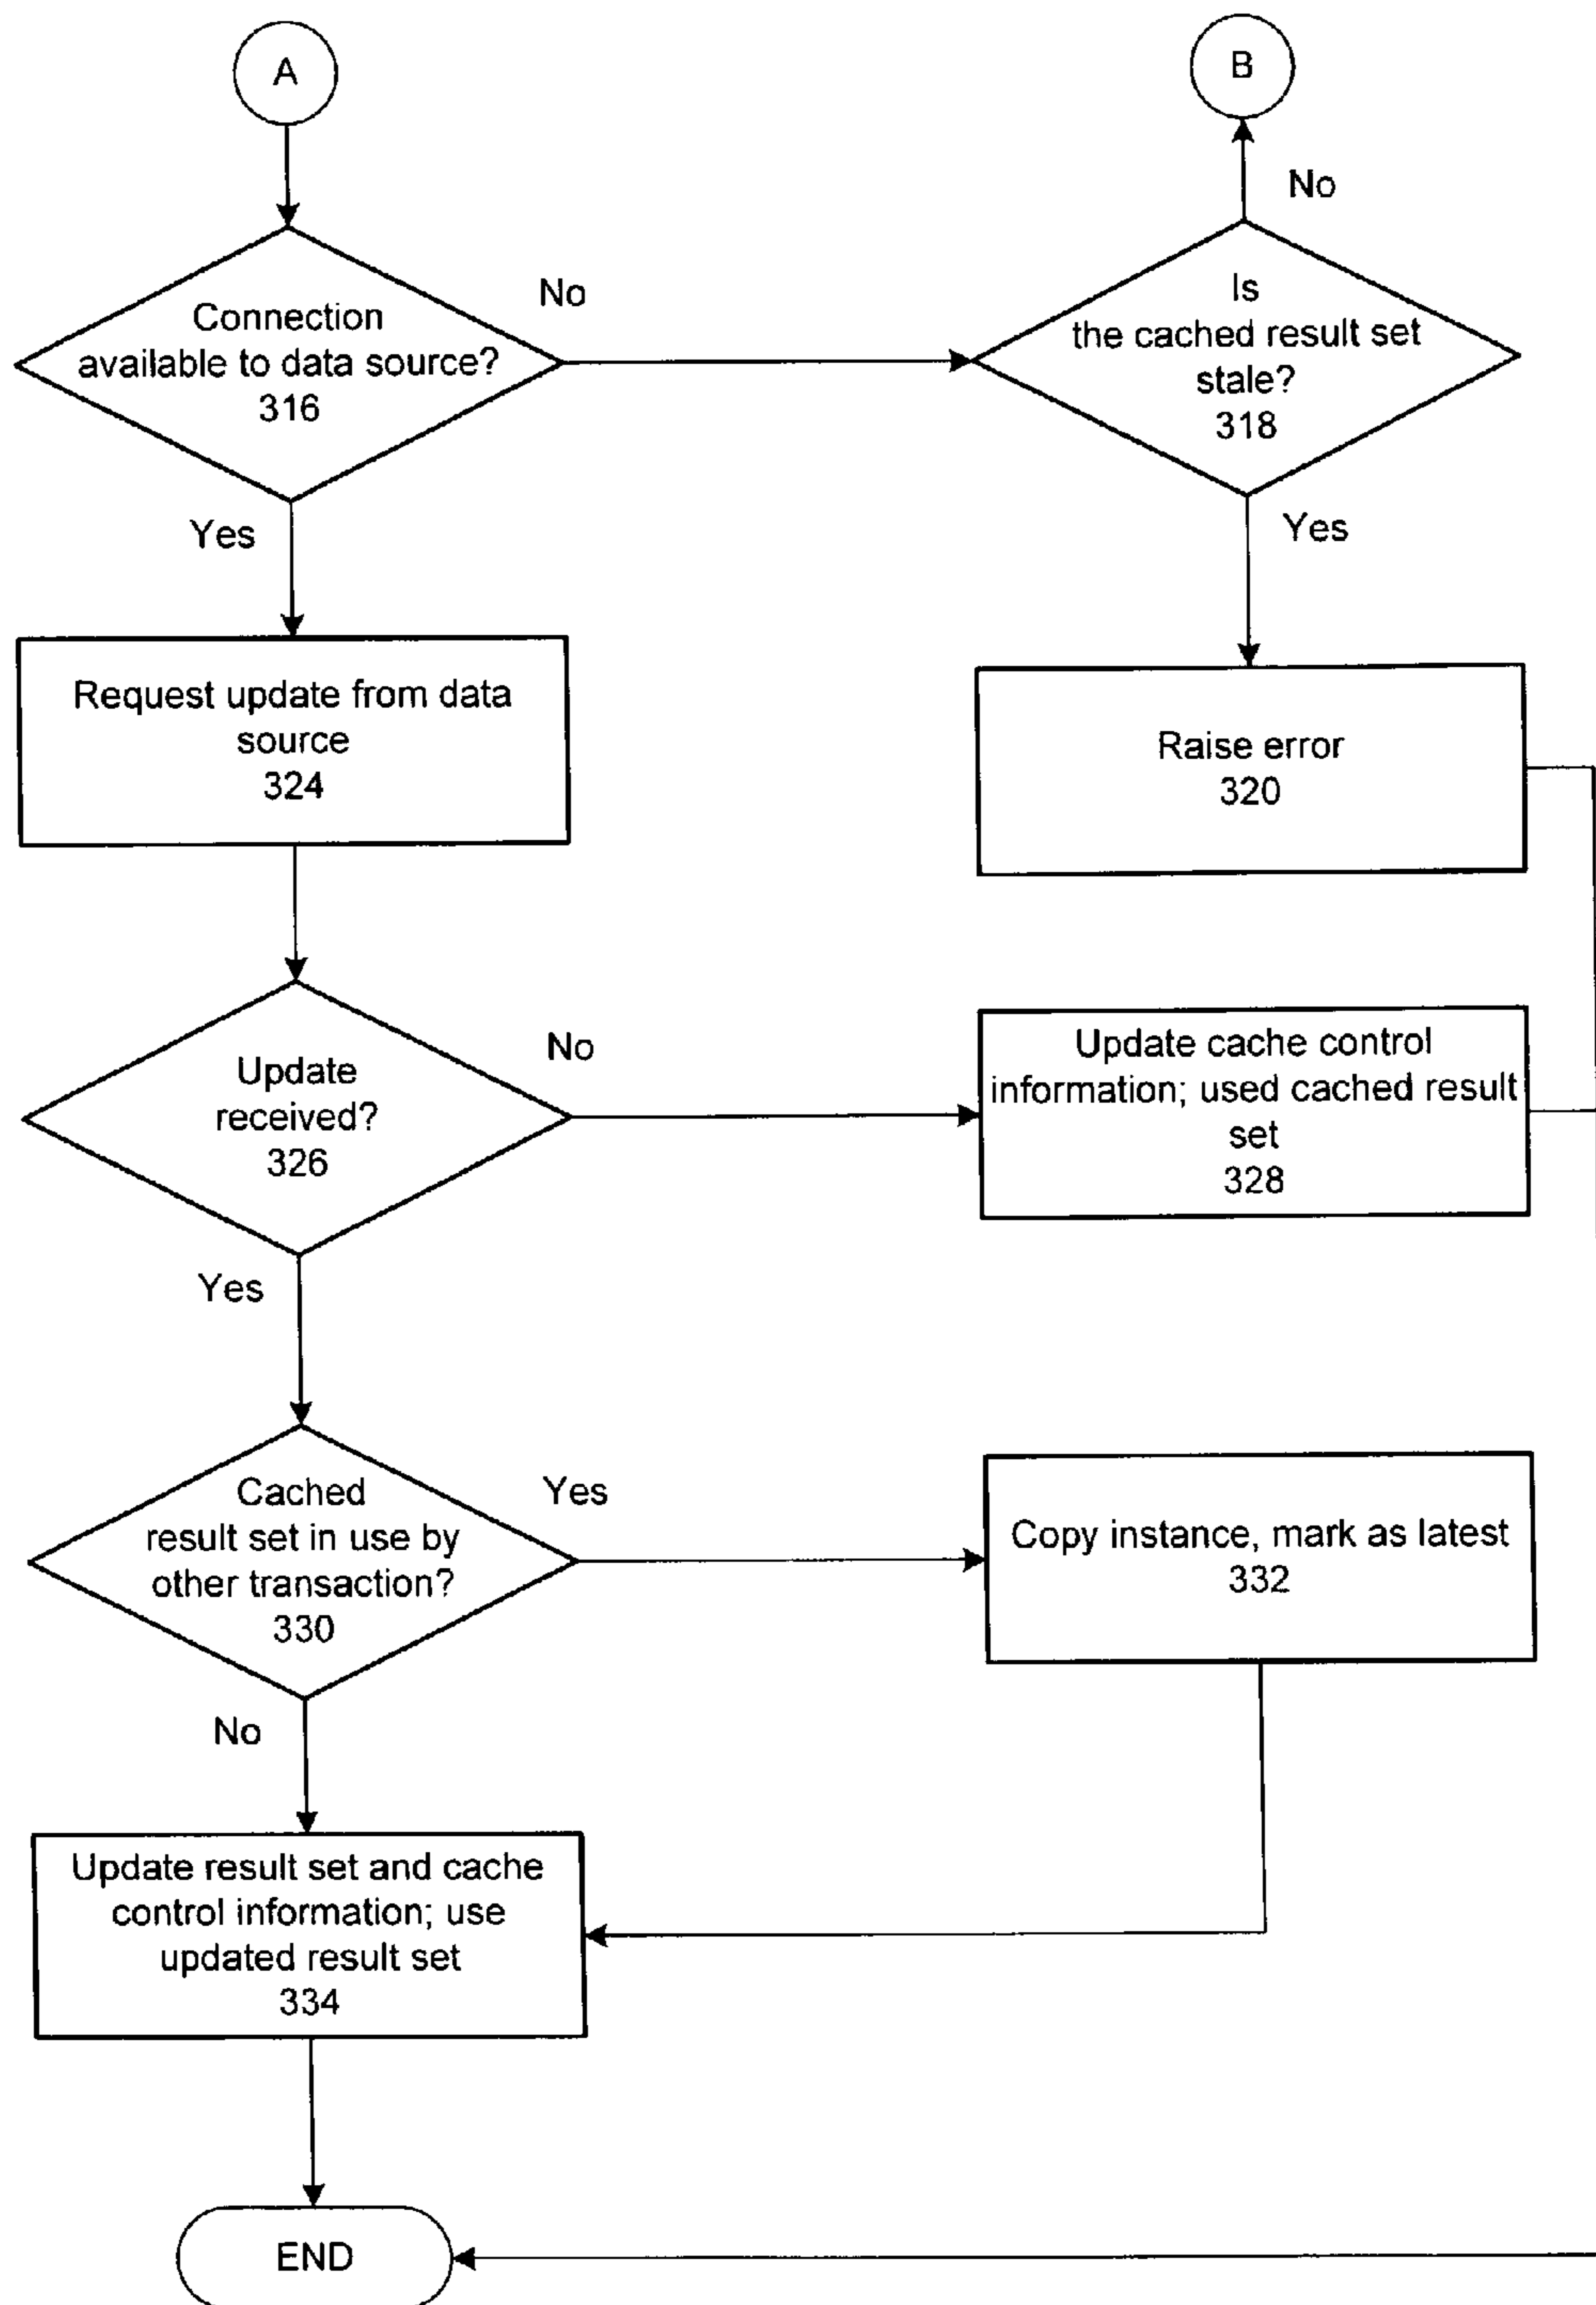 A
B
No
Connection
available to data source?
316
No
Is
the cached result set
stale?
318
Yes
Yes
Request update from data
source
324
Raise error
320
Update
received?
326
No
Update cache control
information; used cached result
set
328
Yes
Cached
result set in use by
other transaction?
330
Yes
Copy instance, mark as latest
332
No
Update result set and cache
control information; use
updated result set
334
END